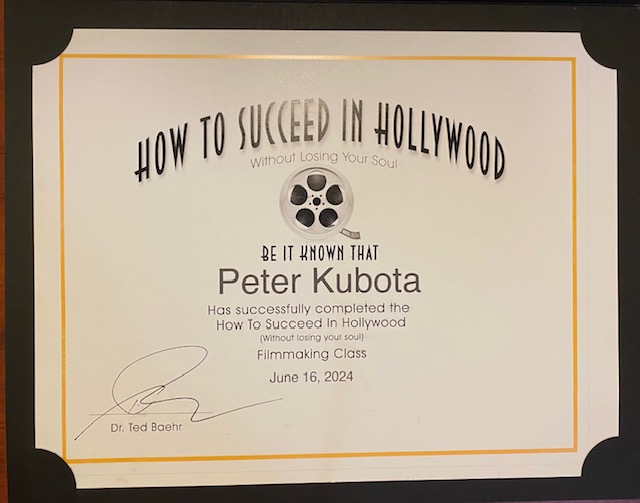 HOW TO SUCCEED IN HOLLYWOOD
Without Losing Your Soul
BE IT KNOWN THAT
Peter Kubota
Has successfully completed the
How To Succeed In Hollywood
(Without losing your soul)
Filmmaking Class
June 16, 2024
Dr. Ted Baehr